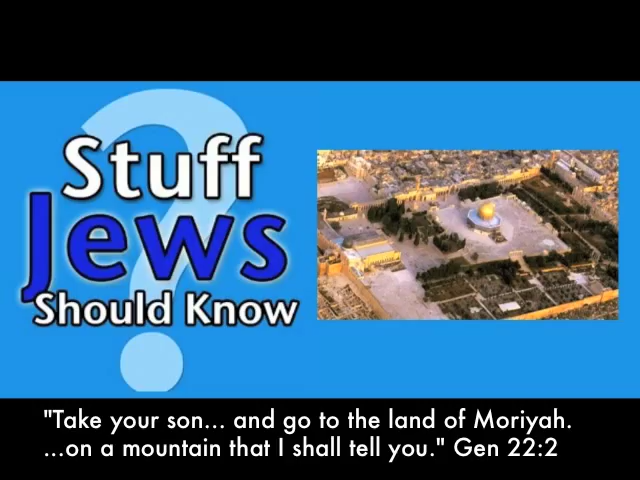 Stuff
Jews
Should Know
?
"Take your son... and go to the land of Moriyah.
...on a mountain that I shall tell you." Gen 22:2